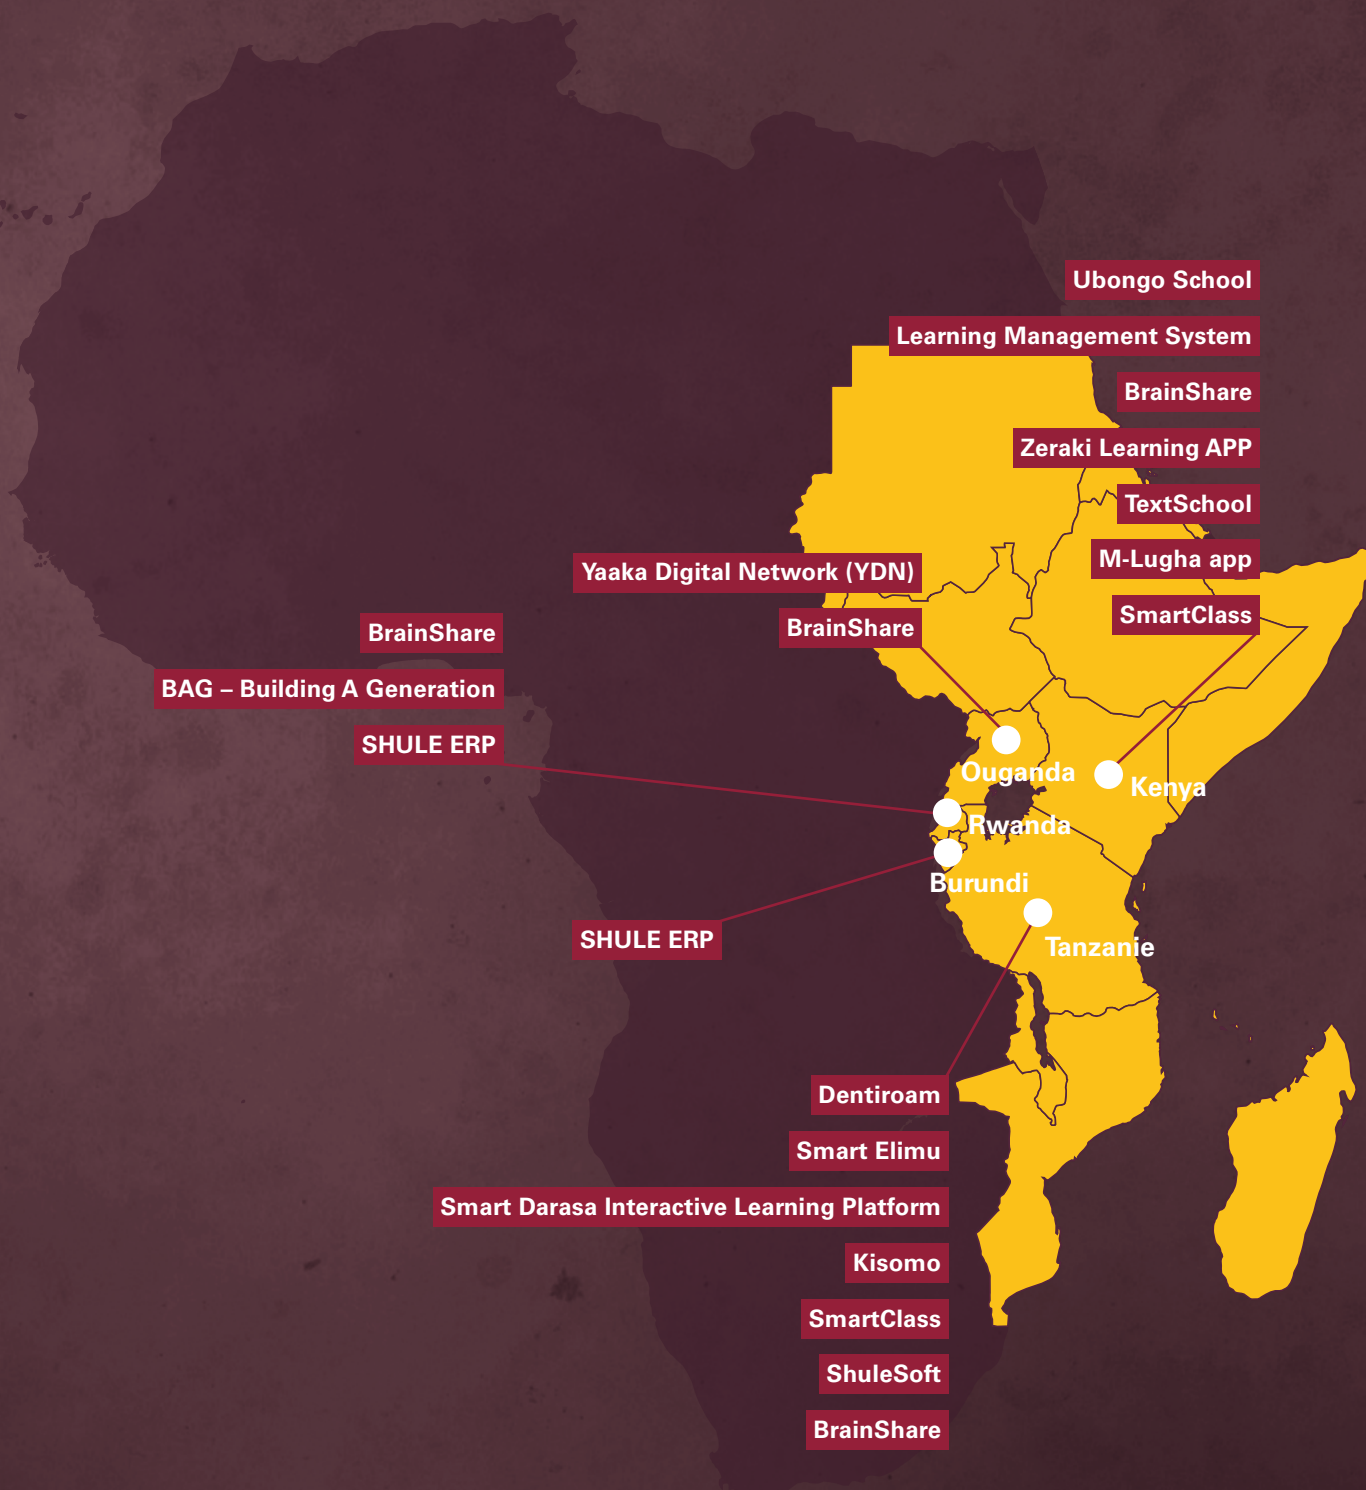 Ubongo School
Learning Management System
BrainShare
Zeraki Learning APP
TextSchool
M-Lugha app
SmartClass
Yaaka Digital Network (YDN)
BrainShare
BrainShare
BAG – Building A Generation
SHULE ERP
Ouganda
Kenya
Rwanda
Burundi
SHULE ERP
Tanzanie
Dentiroam
Smart Elimu
Smart Darasa Interactive Learning Platform
Kisomo
SmartClass
ShuleSoft
BrainShare